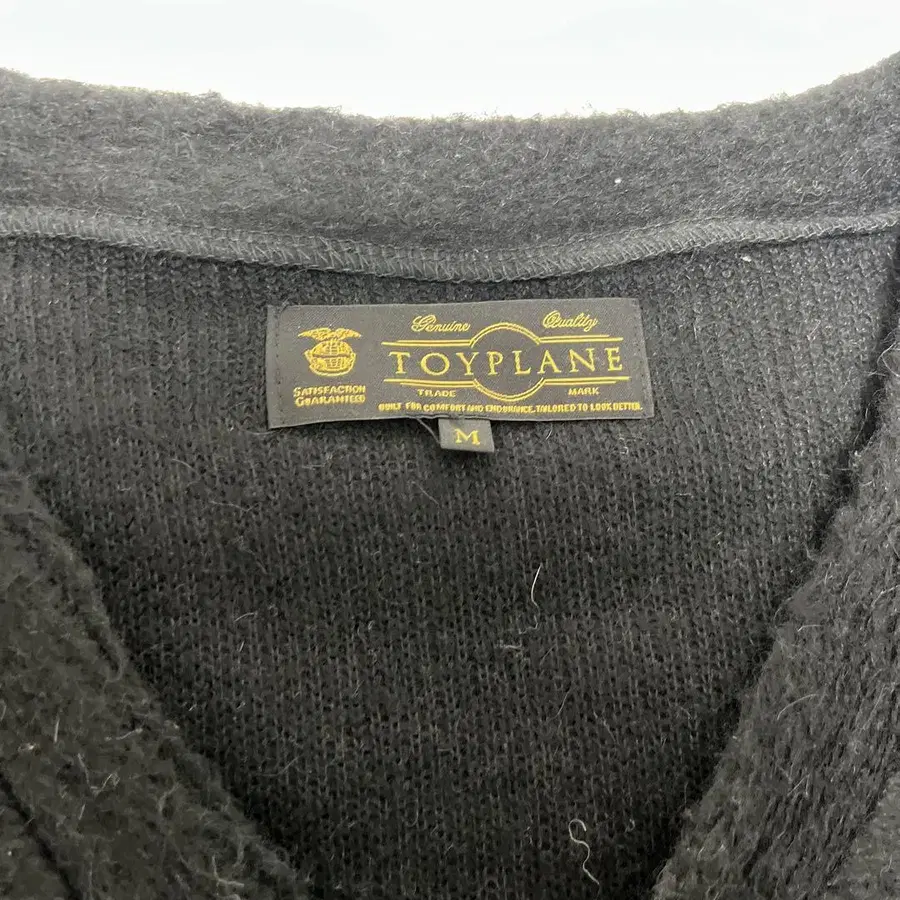 Genuine Quality
TOYPLANE
TRADE MARK
SATISFACTION
GUARANTEED
BUILT FOR COMFORT AND ENDURANCE, TAILORED TO LOOK BETTER.
M